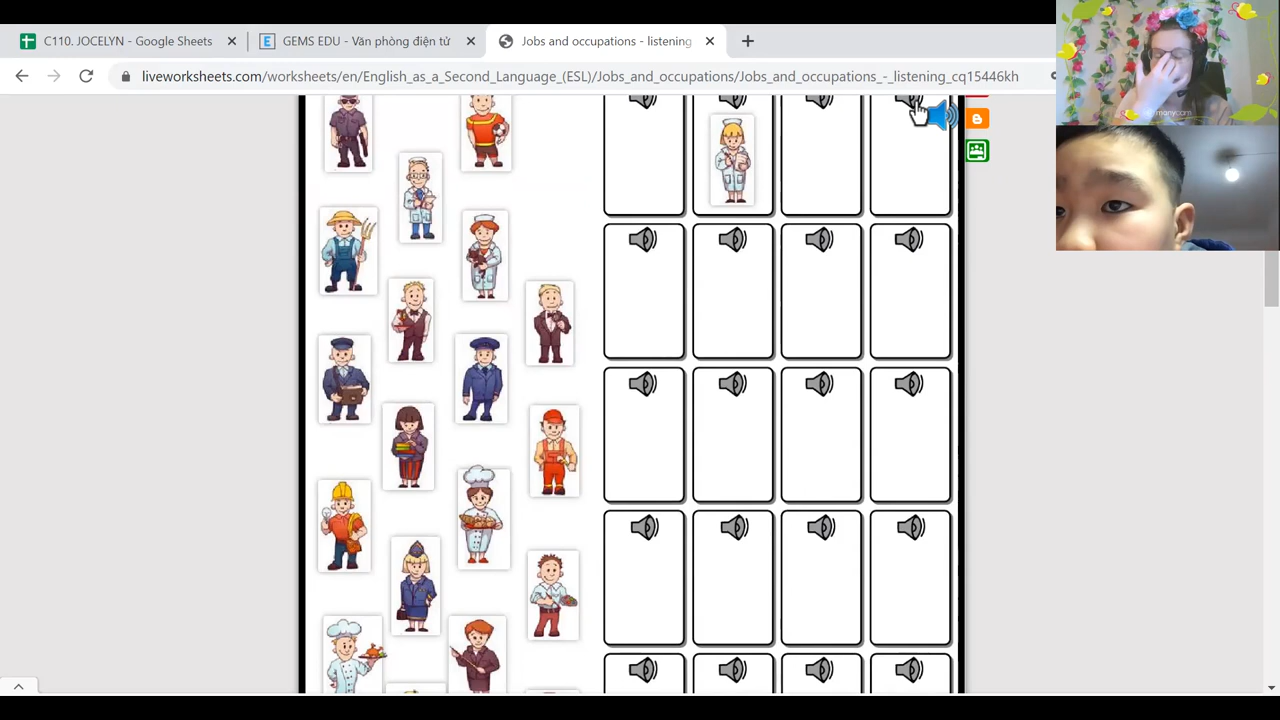 C110. JOCELYN - Google Sheets
GEMS EDU - Văn phòng điện tử
Jobs and occupations - listening
liveworksheets.com/worksheets/en/English_as_a_Second_Language_(ESL)/Jobs_and_occupations/Jobs_and_occupations_-_listening_cq15446kh
manycam